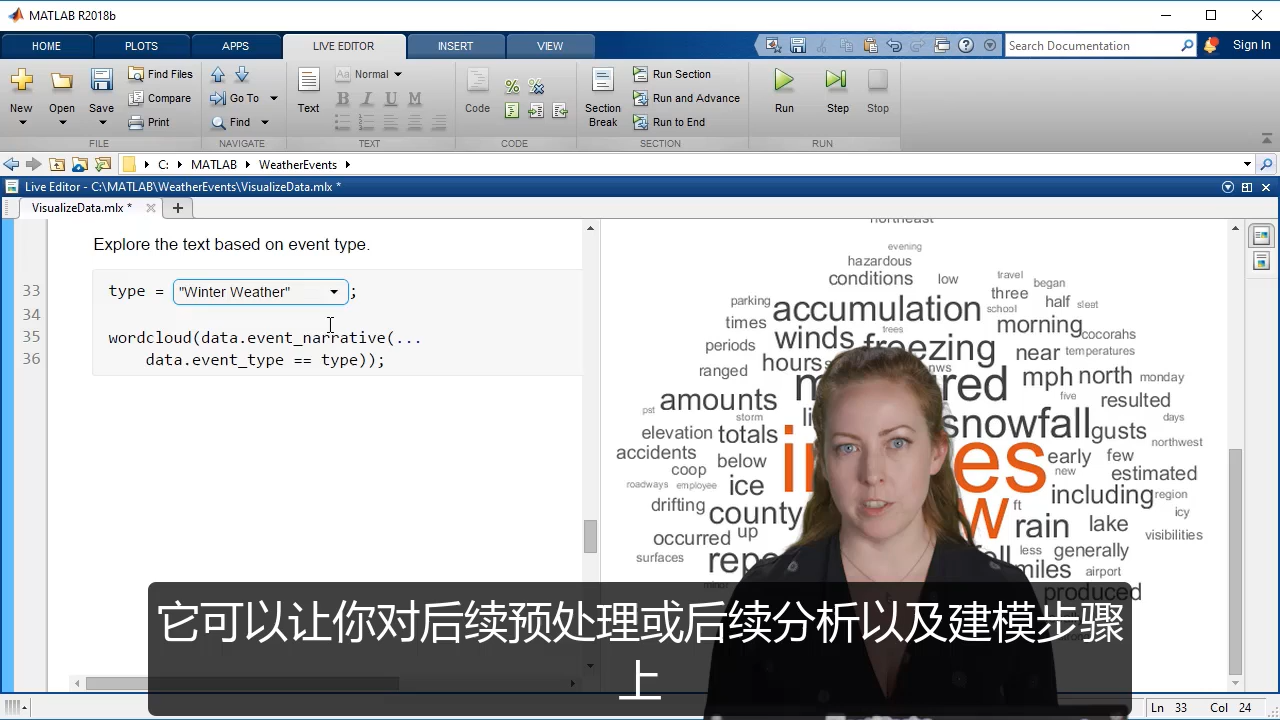 MATLAB R2018b
HOME PLOTS APPS LIVE EDITOR INSERT VIEW
Search Documentation
Sign In
New Open Save
Find Files
Compare
Print
Go To
Find
Text
Normal
B I U M
Code
Section Break
Run Section
Run and Advance
Run to End
Run Step Stop
FILE NAVIGATE TEXT CODE SECTION RUN
C: MATLAB WeatherEvents
Live Editor - C:\MATLAB\WeatherEvents\VisualizeData.mlx *
VisualizeData.mlx *
Explore the text based on event type.
33 type = "Winter Weather" ;
34
35 wordcloud(data.event_narrative(...
36 data.event_type == type));
northeast
evening
hazardous
conditions low travel
three began
parking accumulation school half sleet
times trees morning
winds cocorahs
periods freezing near temperatures
ranged hours nws
mph north monday
amounts red five resulted
pst storm snowfall days
elevation totals gusts northwest
accidents below es early few
coop new estimated
roadways employee ice including region
drifting county ft icy
occurred up w rain lake visibilities
surfaces less generally
miles airport
produced
它可以让你对后续预处理或后续分析以及建模步骤
上
Ln 33 Col 24